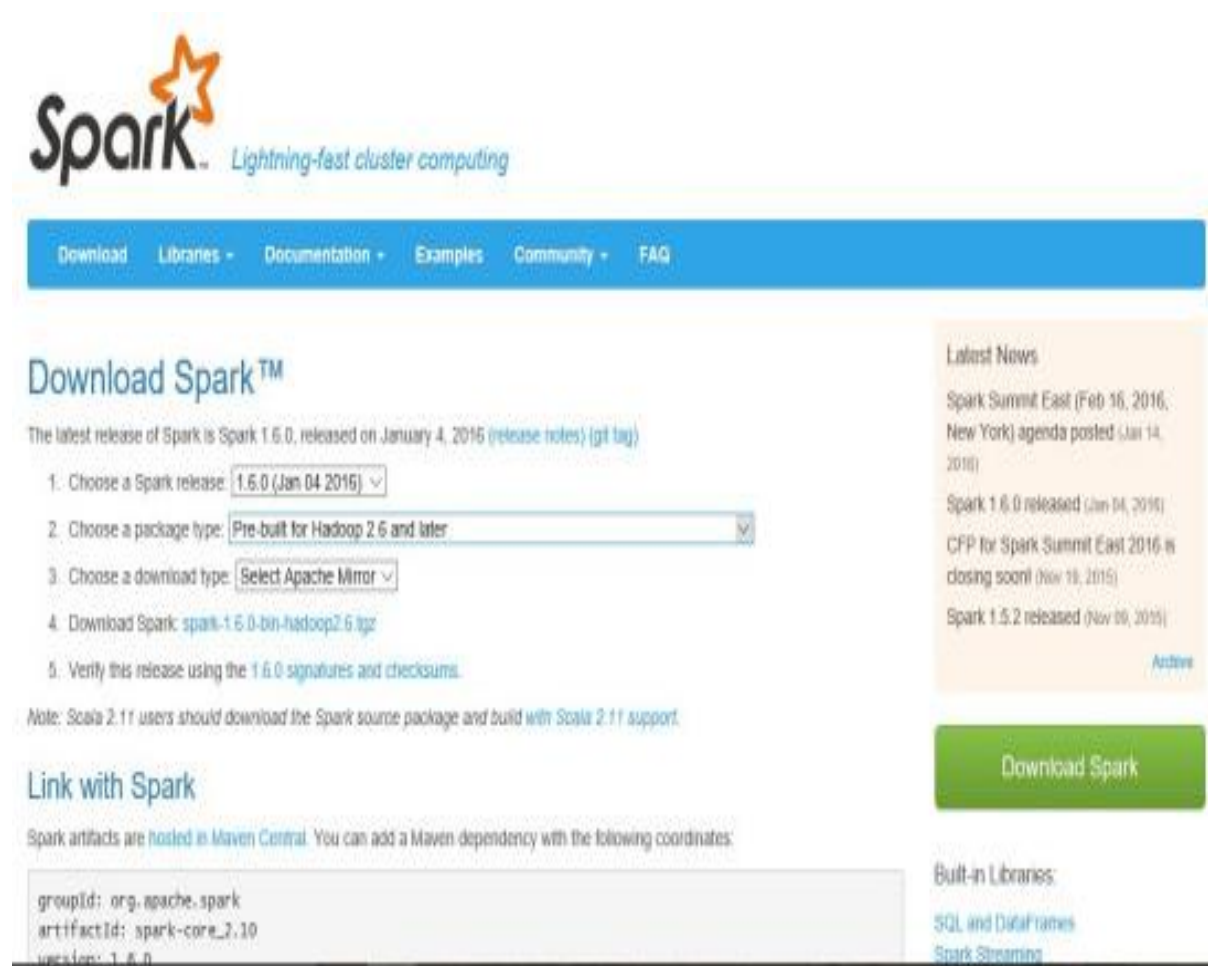 Spark™ Lightning-fast cluster computing
Download Libraries Documentation Examples Community FAQ
Download Spark™
The latest release of Spark is Spark 1.6.0, released on January 4, 2016 (release notes) (git tag)
1. Choose a Spark release: 1.6.0 (Jan 04 2016)
2. Choose a package type: Pre-built for Hadoop 2.6 and later
3. Choose a download type: Select Apache Mirror
4. Download Spark: spark-1.6.0-bin-hadoop2.6.tgz
5. Verify this release using the 1.6.0 signatures and checksums.
Note: Scala 2.11 users should download the Spark source package and build with Scala 2.11 support.
Link with Spark
Spark artifacts are hosted in Maven Central. You can add a Maven dependency with the following coordinates:
groupId: org.apache.spark
artifactId: spark-core_2.10
version: 1.6.0
Latest News
Spark Summit East (Feb 16, 2016,
New York) agenda posted (Jan 14,
2016)
Spark 1.6.0 released (Jan 04, 2016)
CFP for Spark Summit East 2016 is
closing soon! (Nov 19, 2015)
Spark 1.5.2 released (Nov 09, 2015)
Archive
Download Spark
Built-in Libraries:
SQL and DataFrames
Spark Streaming